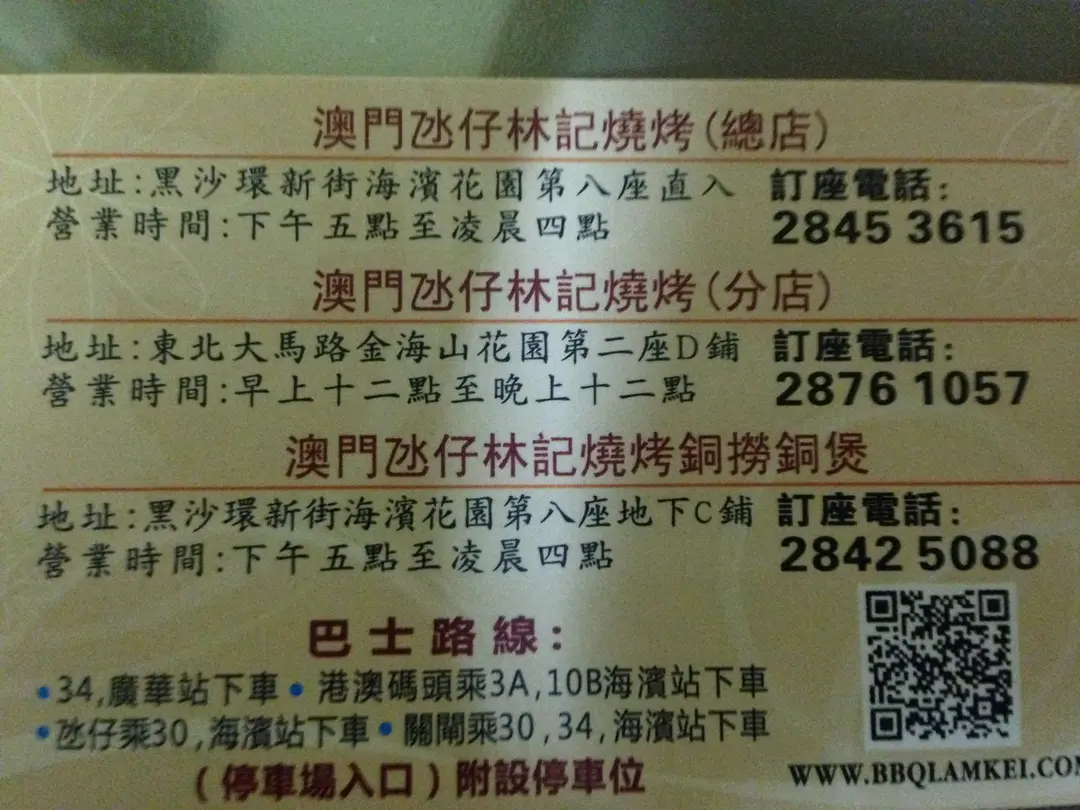 澳門氹仔林記燒烤(總店)
地址:黑沙環新街海濱花園第八座直入 訂座電話:
營業時間:下午五點至凌晨四點 2845 3615
澳門氹仔林記燒烤(分店)
地址:東北大馬路金海山花園第二座D鋪 訂座電話:
營業時間:早上十二點至晚上十二點 2876 1057
澳門氹仔林記燒烤銅撈銅煲
地址:黑沙環新街海濱花園第八座地下C鋪 訂座電話:
營業時間:下午五點至凌晨四點 2842 5088
巴士路線:
•34,廣華站下車•港澳碼頭乘3A,10B海濱站下車
•氹仔乘30,海濱站下車•關閘乘30,34,海濱站下車
(停車場入口)附設停車位
WWW.BBQLAMKEI.COM